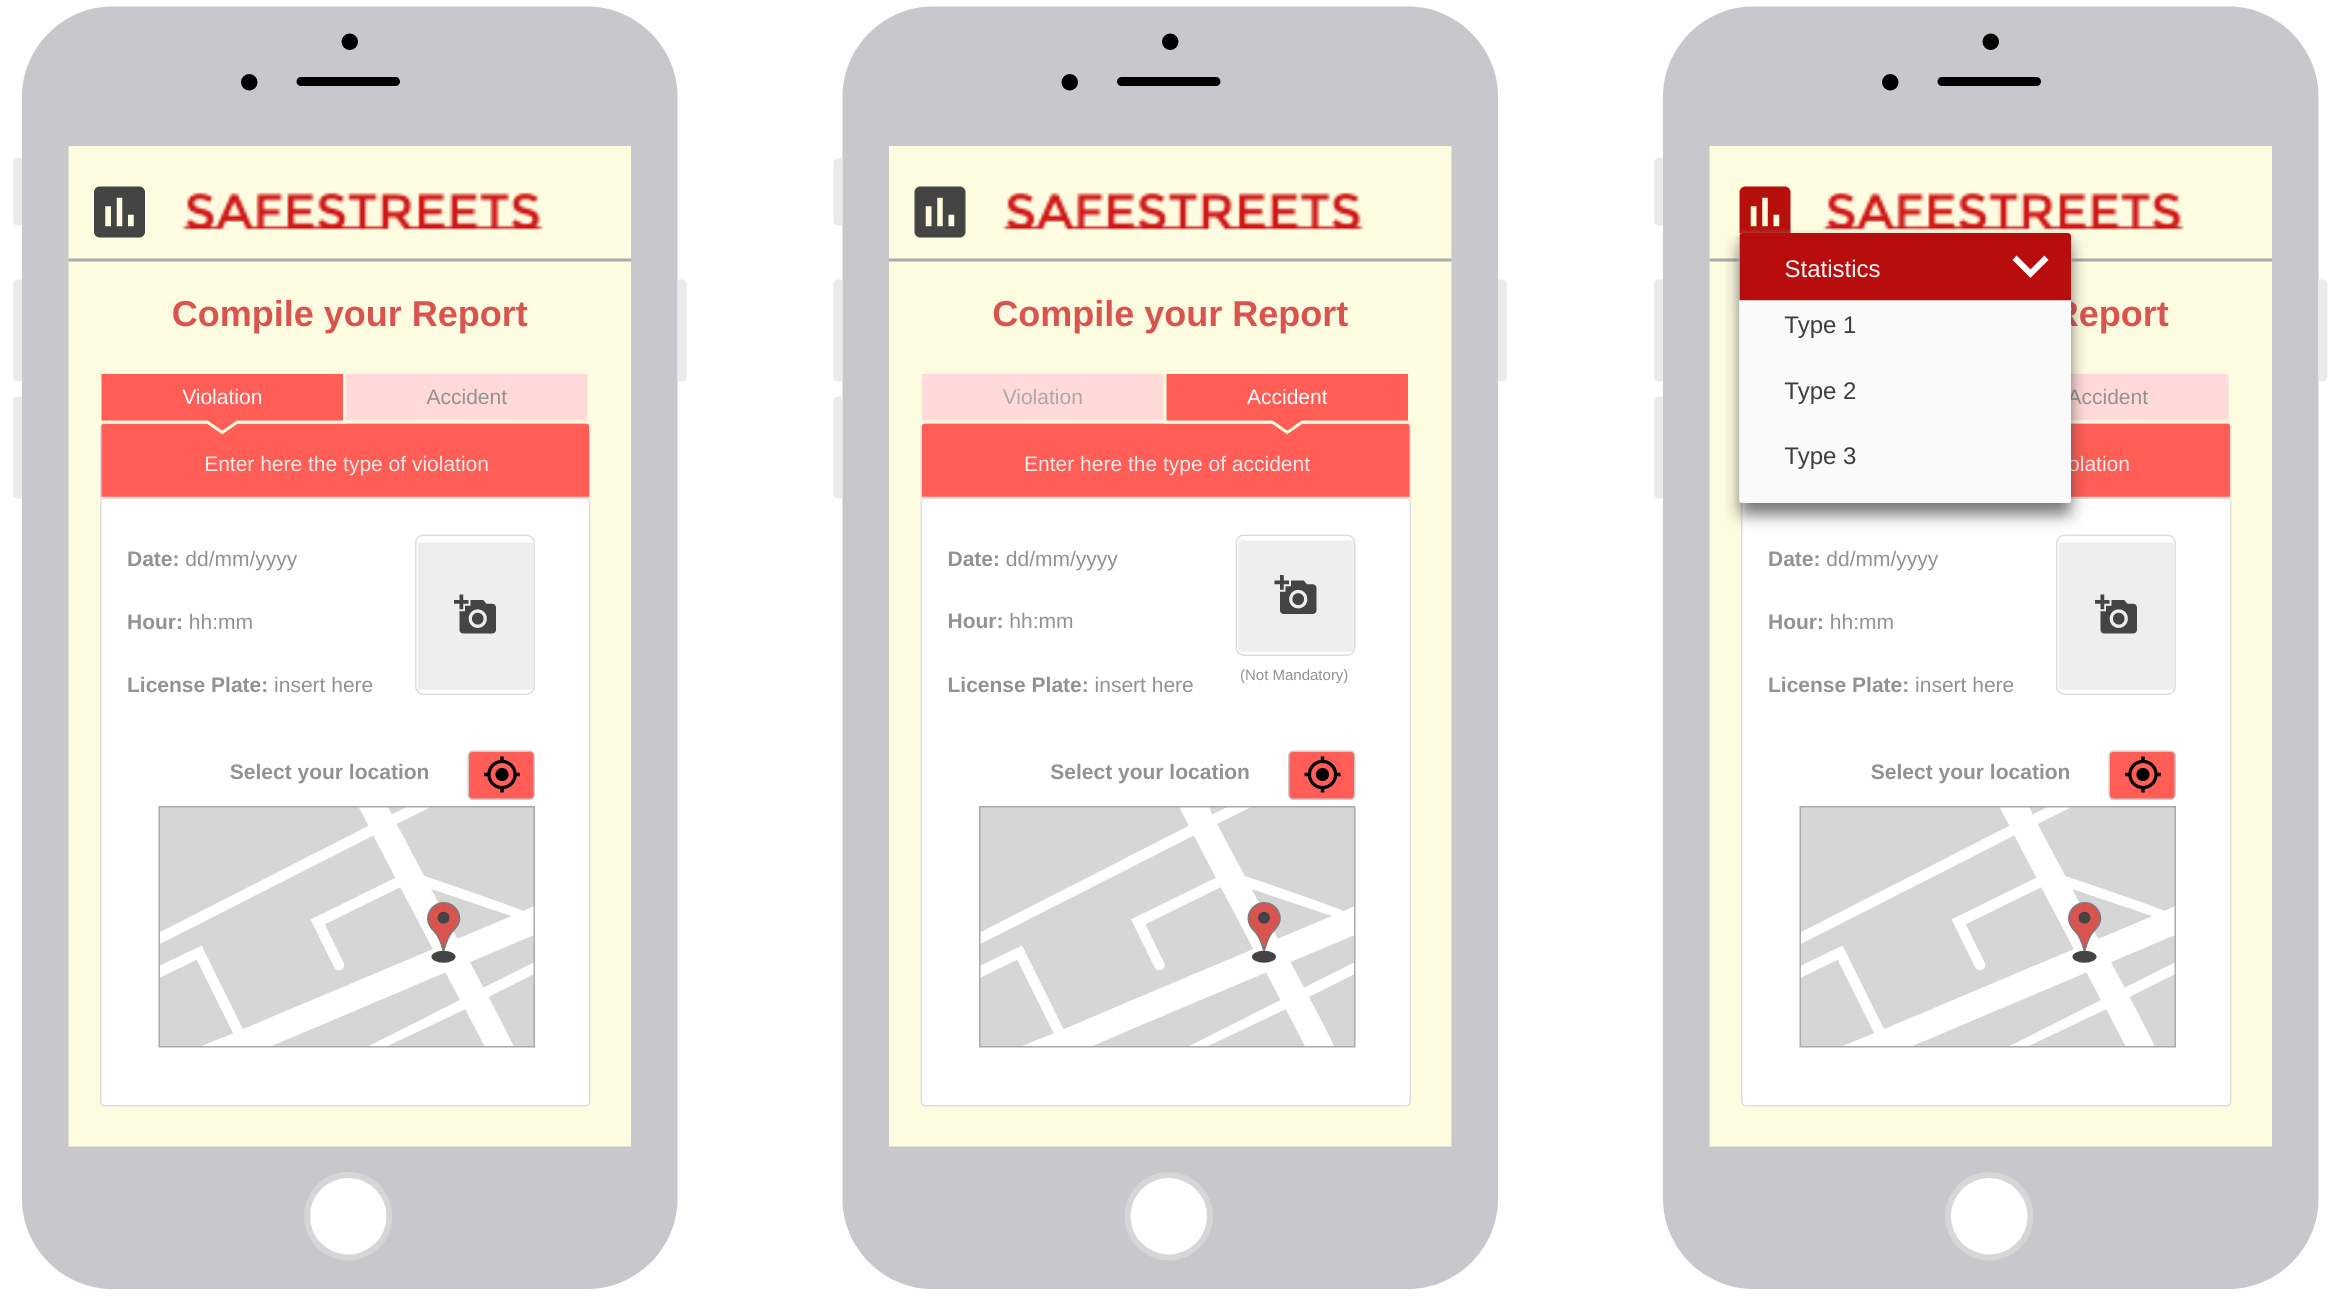 SAFESTREETS
Compile your Report
Violation Accident
Enter here the type of violation
Date: dd/mm/yyyy
Hour: hh:mm
License Plate: insert here
Select your location
SAFESTREETS
Compile your Report
Violation Accident
Enter here the type of accident
Date: dd/mm/yyyy
Hour: hh:mm
(Not Mandatory)
License Plate: insert here
Select your location
SAFESTREETS
Statistics
Type 1
Type 2
Type 3
Report
Accident
olation
Date: dd/mm/yyyy
Hour: hh:mm
License Plate: insert here
Select your location